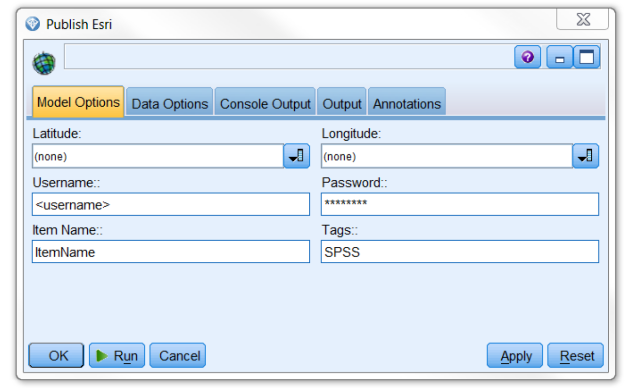 Publish Esri
Model Options Data Options Console Output Output Annotations
Latitude: Longitude:
(none) (none)
Username:: Password::
<username> ********
Item Name:: Tags::
ItemName SPSS
OK Run Cancel Apply Reset